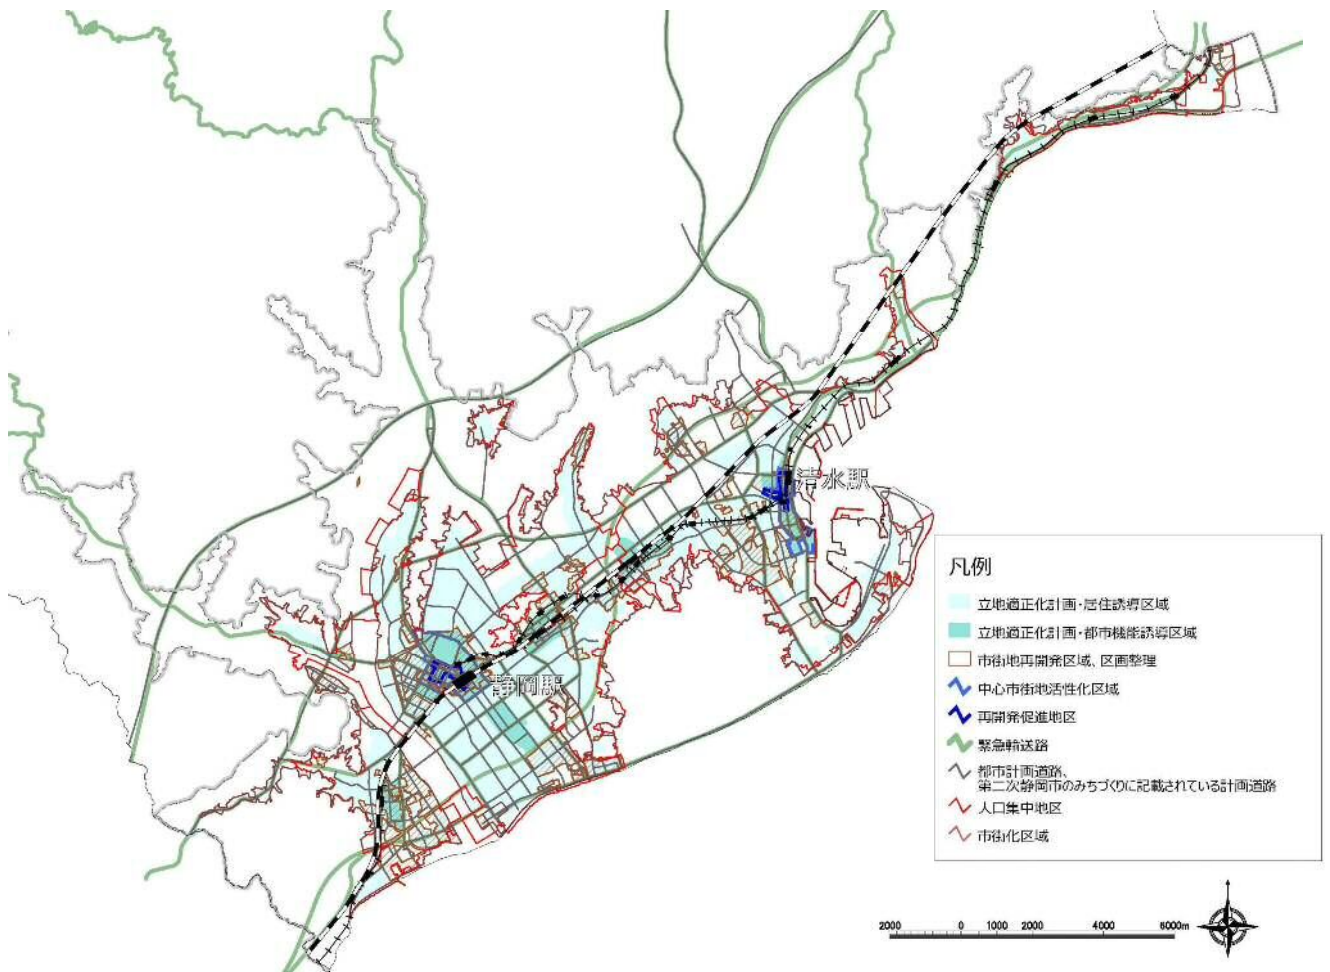 清水駅
静岡駅
凡例
立地適正化計画・居住誘導区域
立地適正化計画・都市機能誘導区域
市街地再開発区域、区画整理
中心市街地活性化区域
再開発促進地区
緊急輸送路
都市計画道路、
第二次静岡市のみちづくりに記載されている計画道路
人口集中地区
市街化区域
2000 0 1000 2000 4000 6000m